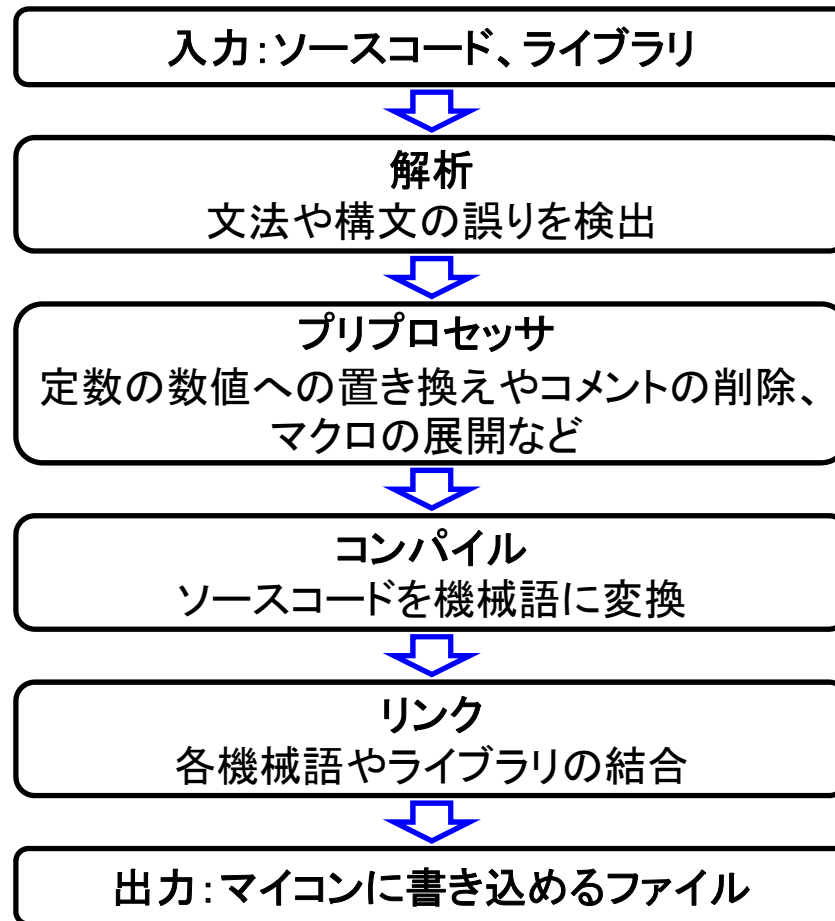 入力：ソースコード、ライブラリ
解析
文法や構文の誤りを検出
プリプロセッサ
定数の数値への置き換えやコメントの削除、
マクロの展開など
コンパイル
ソースコードを機械語に変換
リンク
各機械語やライブラリの結合
出力：マイコンに書き込めるファイル